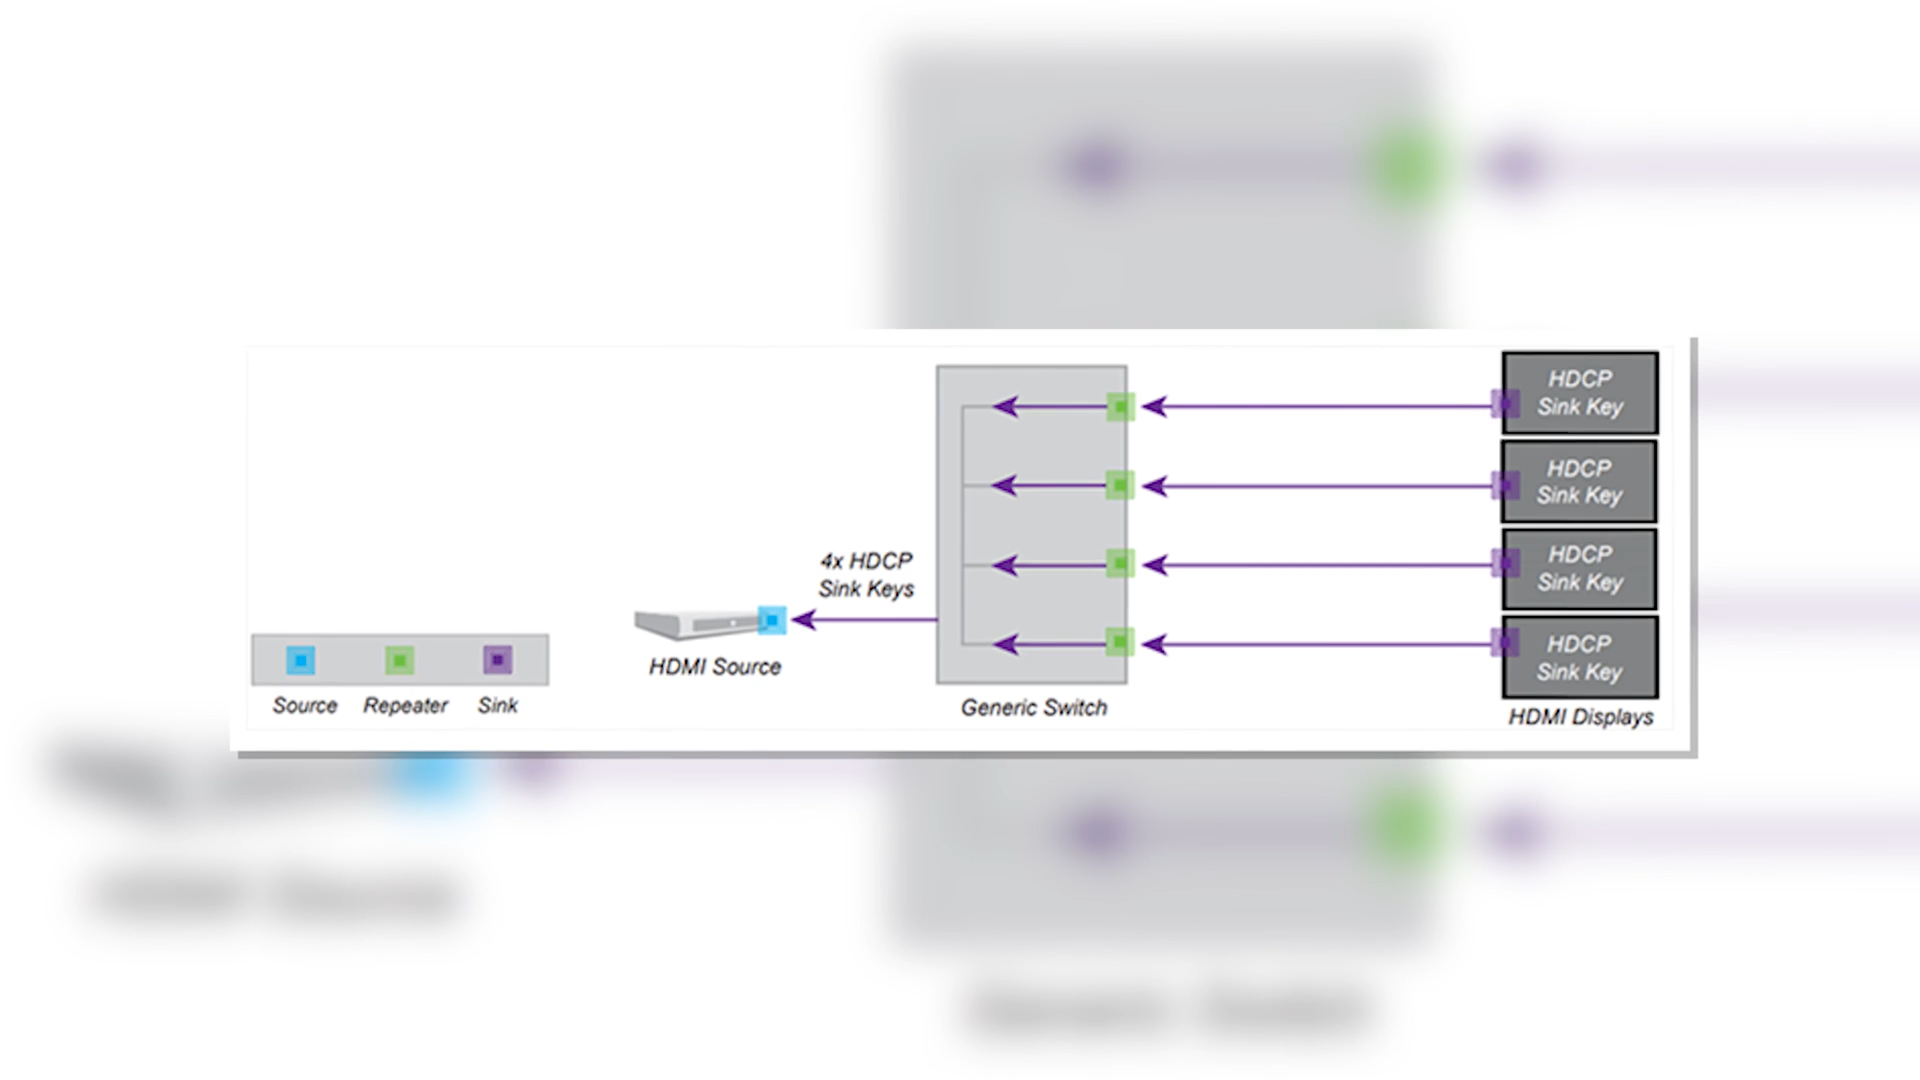 HDCP
Sink Key
HDCP
Sink Key
4x HDCP
Sink Keys
HDCP
Sink Key
HDMI Source
HDCP
Sink Key
Source Repeater Sink
Generic Switch
HDMI Displays